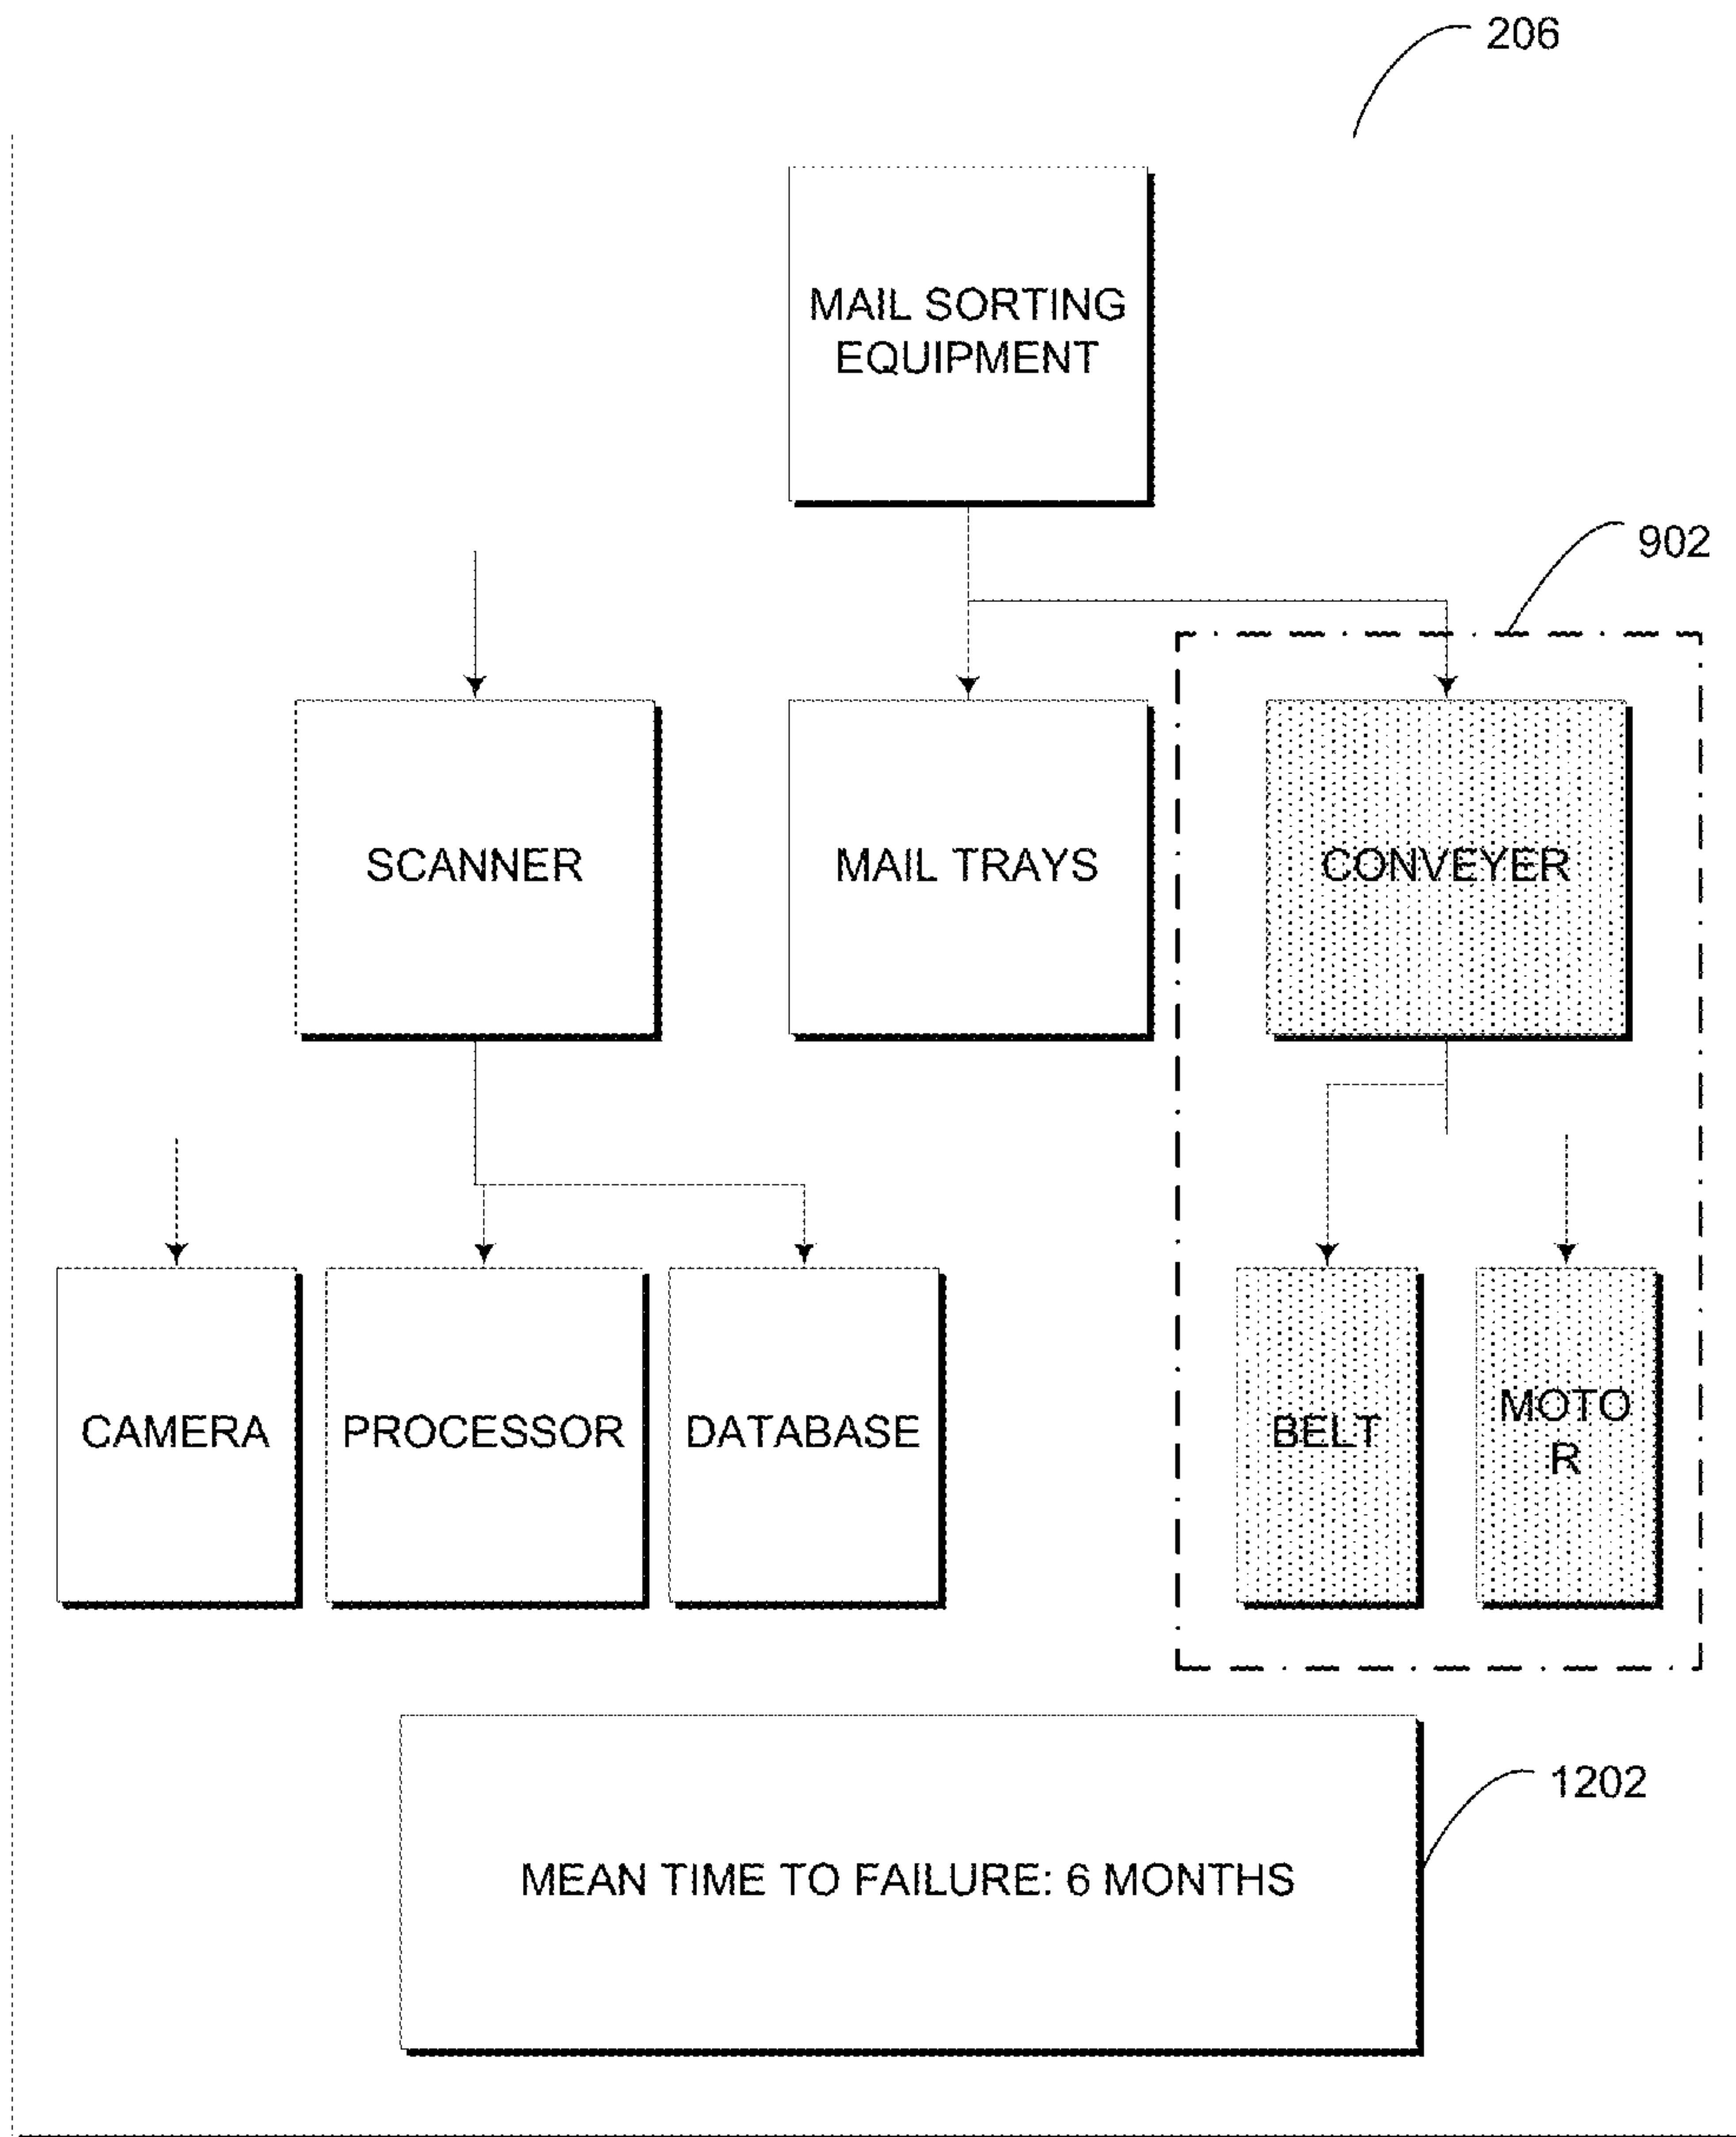 206
MAIL SORTING
EQUIPMENT
902
SCANNER
MAIL TRAYS
CONVEYER
CAMERA
PROCESSOR
DATABASE
BELT
MOTO
R
1202
MEAN TIME TO FAILURE: 6 MONTHS